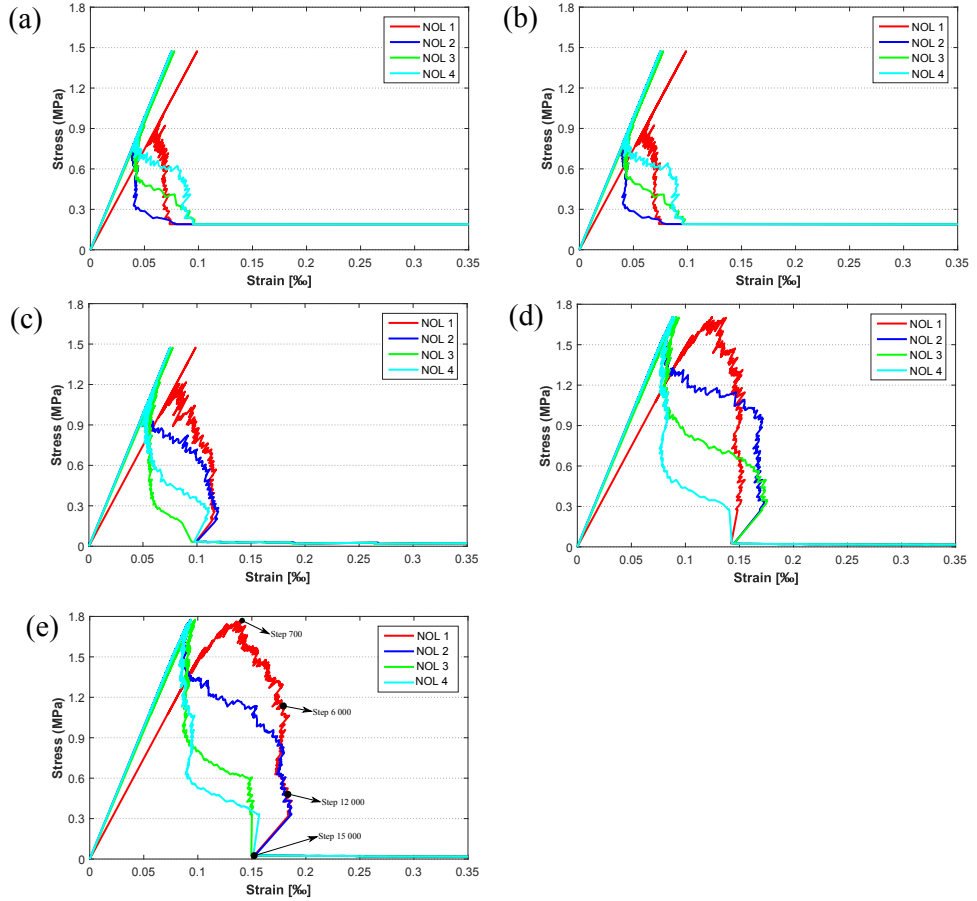 (a)
1.8
1.5
1.2
0.9
0.6
0.3
0
0 0.05 0.1 0.15 0.2 0.25 0.3 0.35
Stress (MPa)
Strain [‰]
NOL 1
NOL 2
NOL 3
NOL 4
(b)
1.8
1.5
1.2
0.9
0.6
0.3
0
0 0.05 0.1 0.15 0.2 0.25 0.3 0.35
Stress (MPa)
Strain [‰]
NOL 1
NOL 2
NOL 3
NOL 4
(c)
1.8
1.5
1.2
0.9
0.6
0.3
0
0 0.05 0.1 0.15 0.2 0.25 0.3 0.35
Stress (MPa)
Strain [‰]
NOL 1
NOL 2
NOL 3
NOL 4
(d)
1.8
1.5
1.2
0.9
0.6
0.3
0
0 0.05 0.1 0.15 0.2 0.25 0.3 0.35
Stress (MPa)
Strain [‰]
NOL 1
NOL 2
NOL 3
NOL 4
(e)
1.8
1.5
1.2
0.9
0.6
0.3
0
0 0.05 0.1 0.15 0.2 0.25 0.3 0.35
Stress (MPa)
Strain [‰]
NOL 1
NOL 2
NOL 3
NOL 4
Step 700
Step 6 000
Step 12 000
Step 15 000